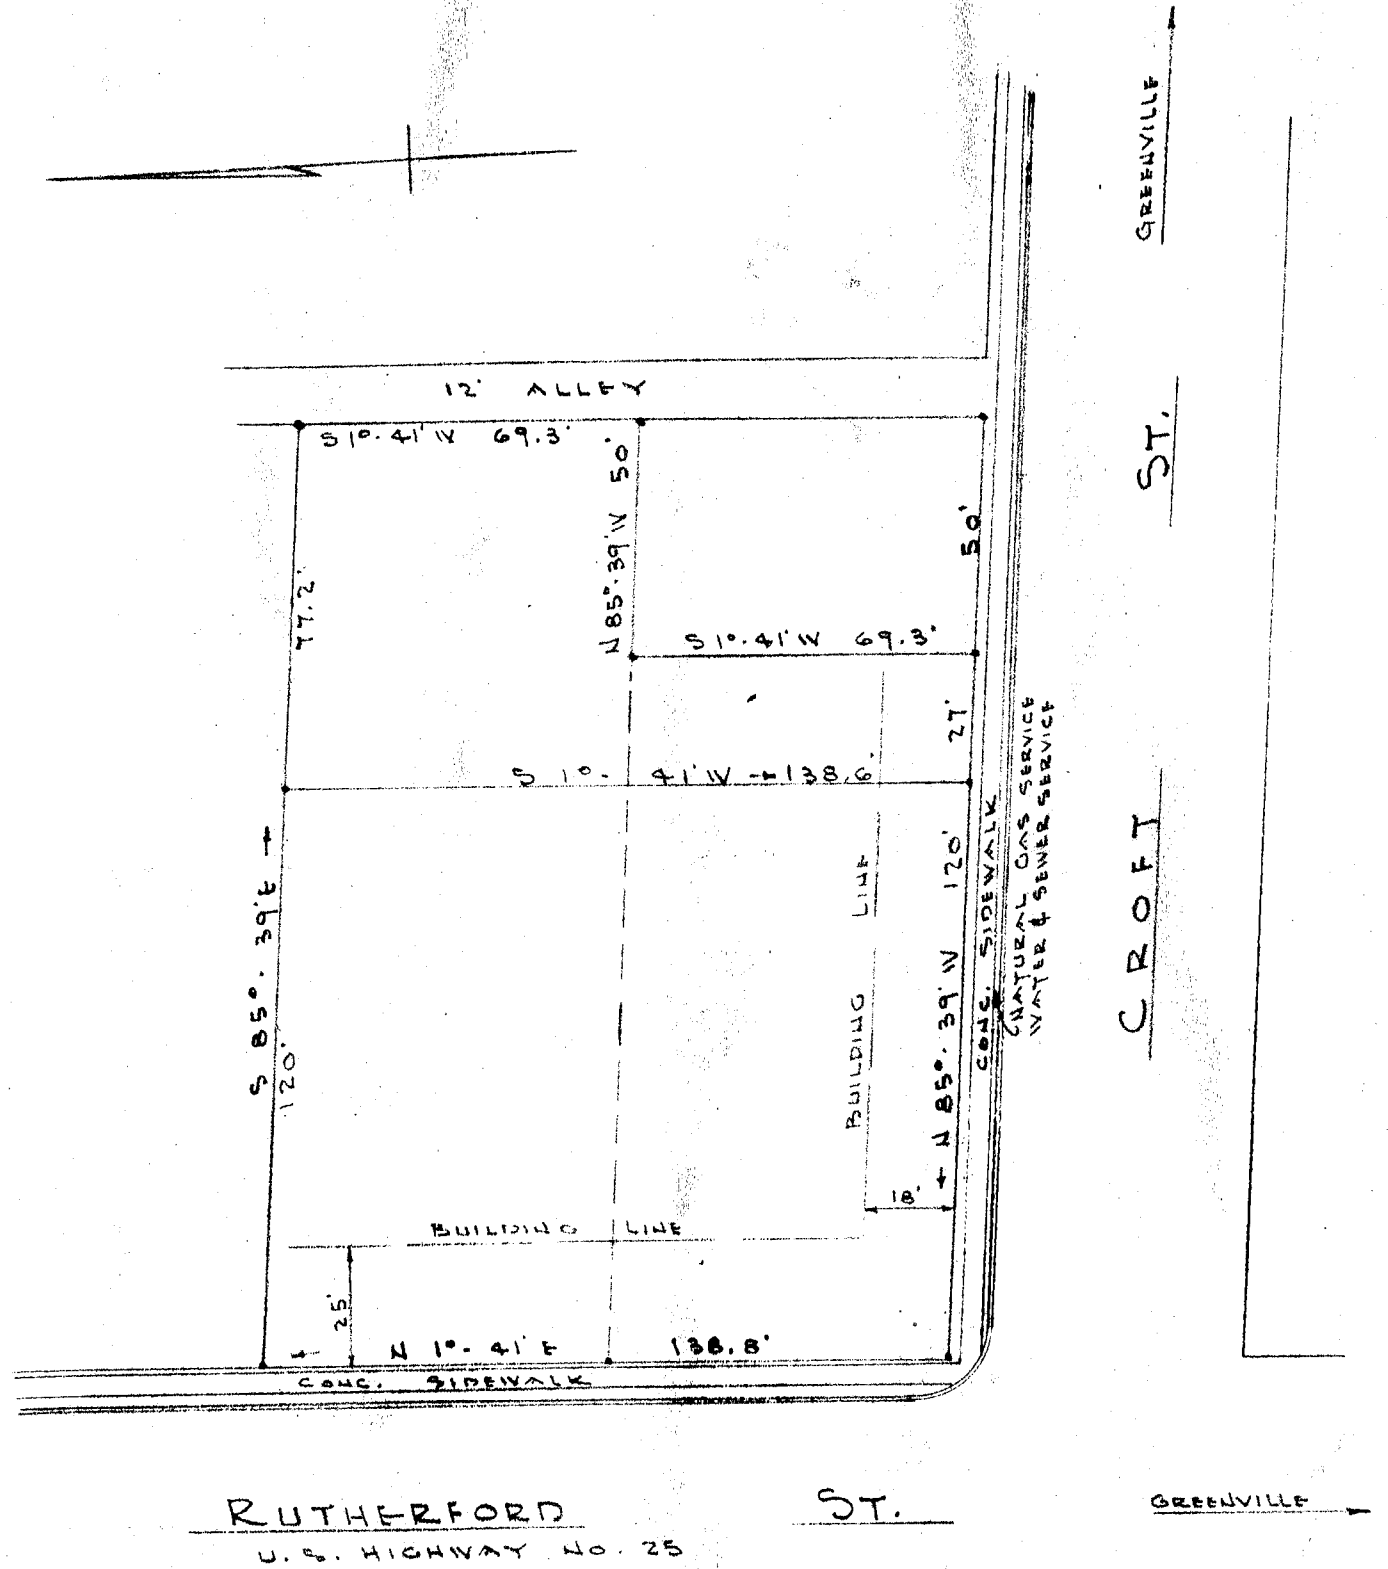 GREENVILLE
12' ALLEY
S 1°. 41' W 69.3'
N 85°. 39' W 50'
50'
ST.
77.2'
S 1°. 41' W 69.3'
27'
S 1°. 41' W 138.6'
NATURAL GAS SERVICE
WATER & SEWER SERVICE
CONC. SIDEWALK
CROFT
S 85°. 39' E
120'
BUILDING LINE
N 85°. 39' W 120'
18'
BUILDING LINE
25'
N 1°. 41' E 138.8'
CONC. SIDEWALK
RUTHERFORD ST.
U.S. HIGHWAY NO. 25
GREENVILLE